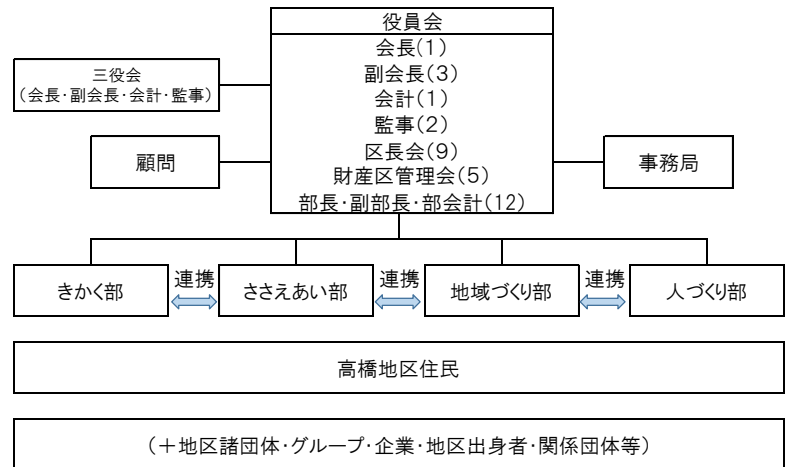 役員会
会長(1)
副会長(3)
会計(1)
監事(2)
区長会(9)
財産区管理会(5)
部長・副部長・部会計(12)
三役会
(会長・副会長・会計・監事)
顧問
事務局
きかく部
連携
ささえあい部
連携
地域づくり部
連携
人づくり部
高橋地区住民
(+地区諸団体・グループ・企業・地区出身者・関係団体等)